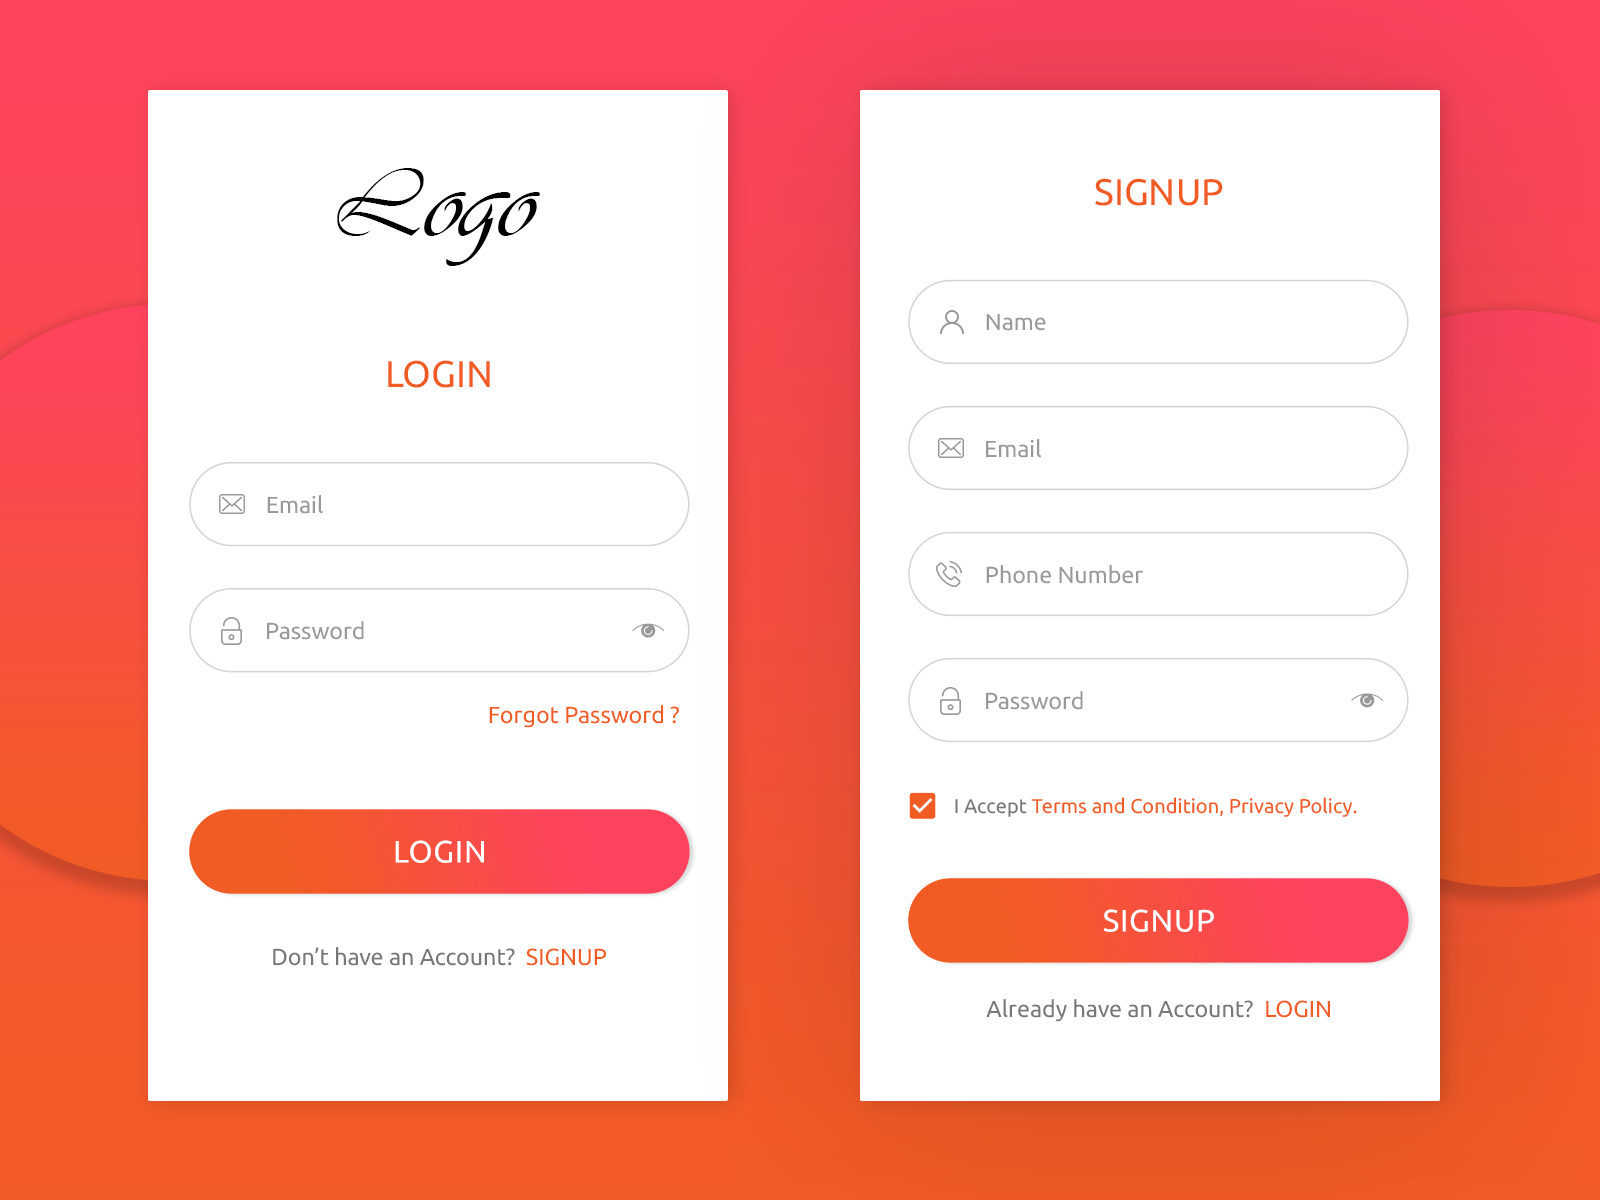 Logo
LOGIN
Email
Password
Forgot Password ?
LOGIN
Don’t have an Account? SIGNUP
SIGNUP
Name
Email
Phone Number
Password
I Accept Terms and Condition, Privacy Policy.
SIGNUP
Already have an Account? LOGIN